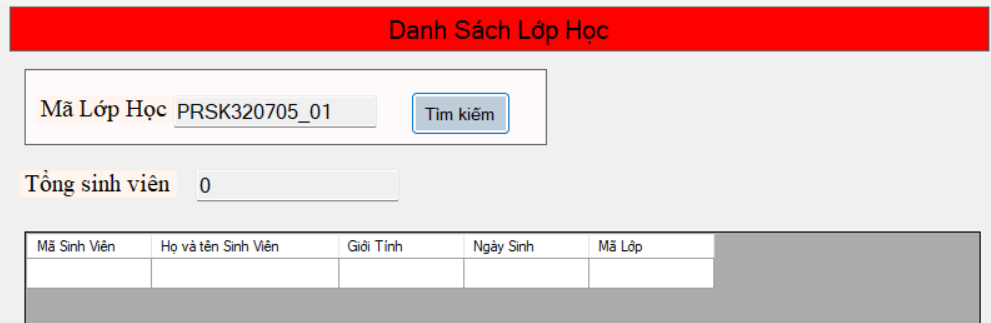 Danh Sách Lớp Học
Mã Lớp Học PRSK320705_01 Tìm kiếm
Tổng sinh viên 0
Mã Sinh Viên Họ và tên Sinh Viên Giới Tính Ngày Sinh Mã Lớp